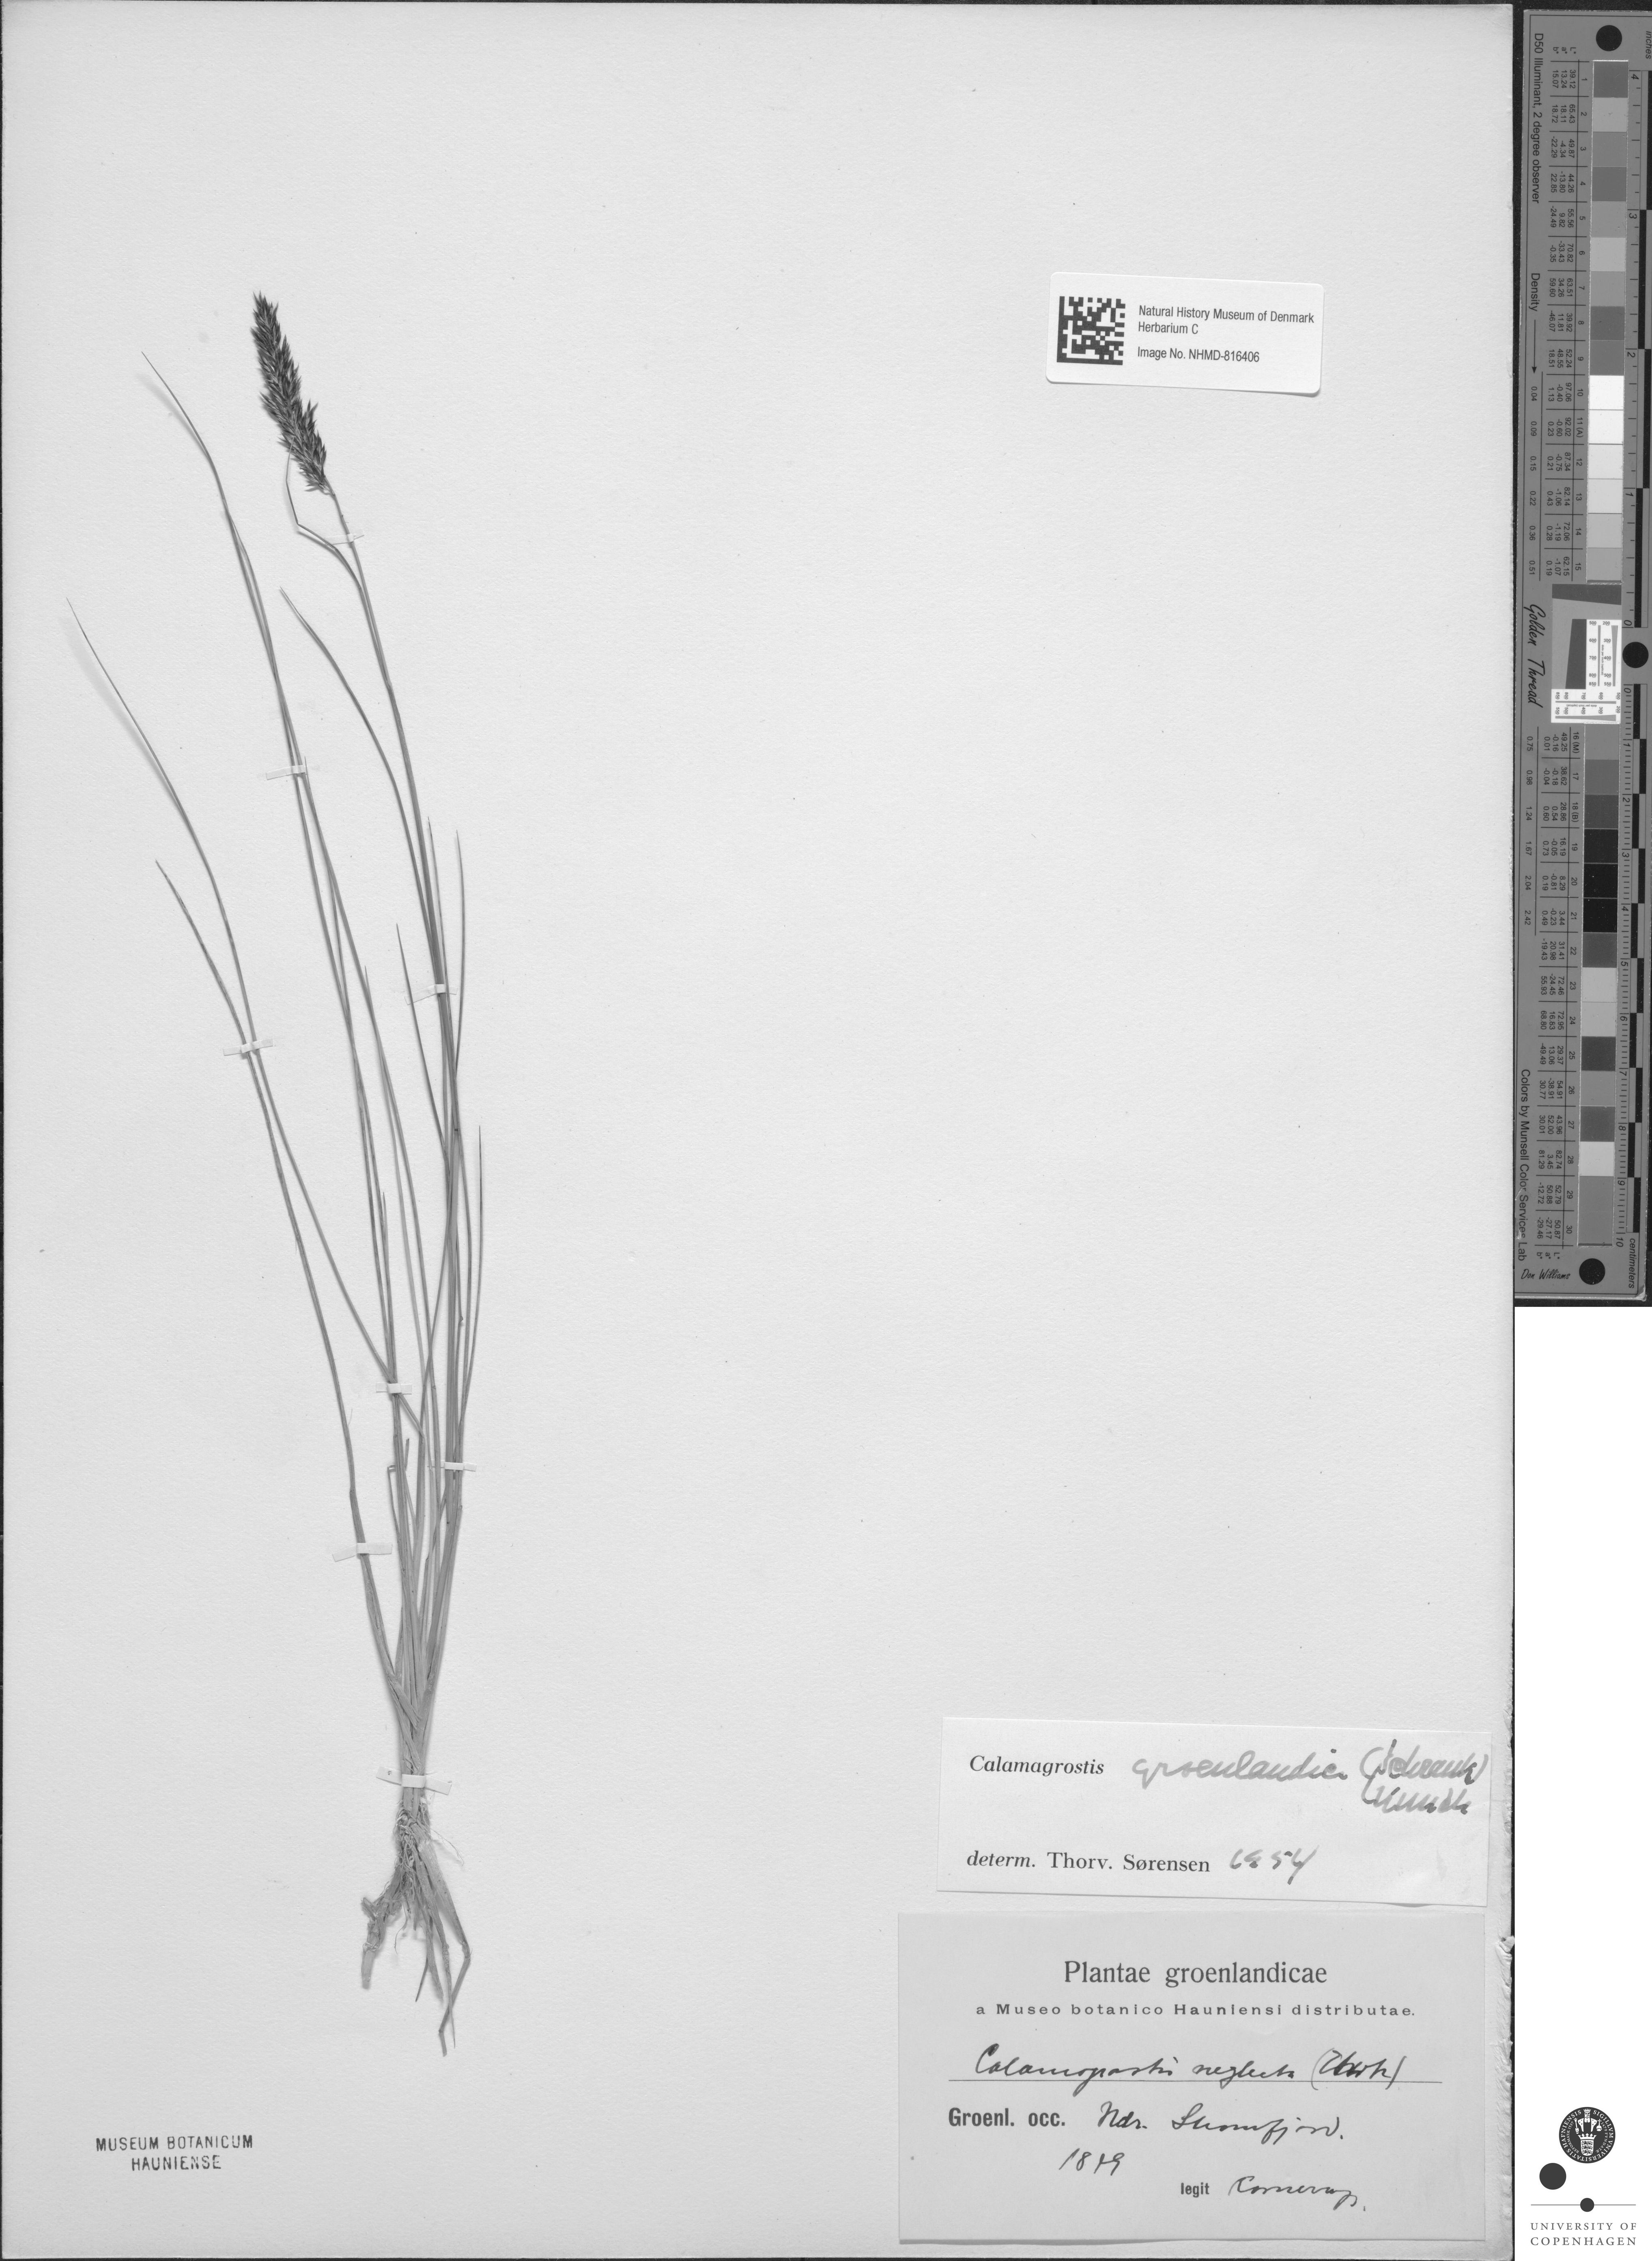 Natural History Museum of Denmark
Herbarium C
Image No. NHMD-816406
Calamagrostis groenlandica (Schrank)
Kunth
determ. Thorv. Sørensen 1954
Plantae groenlandicae
a Museo botanico Hauniensi distributae.
Calamagrostis neglecta (Ehrh)
Groenl. occ. Ndr. Strømfjord.
1879
legit Kornerup.
MUSEUM BOTANICUM
HAUNIENSE
D50 Illuminant, 2 degree observer
Density
Golden Thread
Colors by Munsell Color Services Lab
Don Williams
inches
centimeters
UNIVERSITY OF
COPENHAGEN